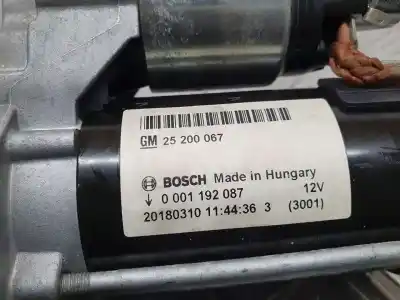 GM 25 200 067
BOSCH Made in Hungary
0 001 192 087 12V
20180310 11:44:36 3 (3001)